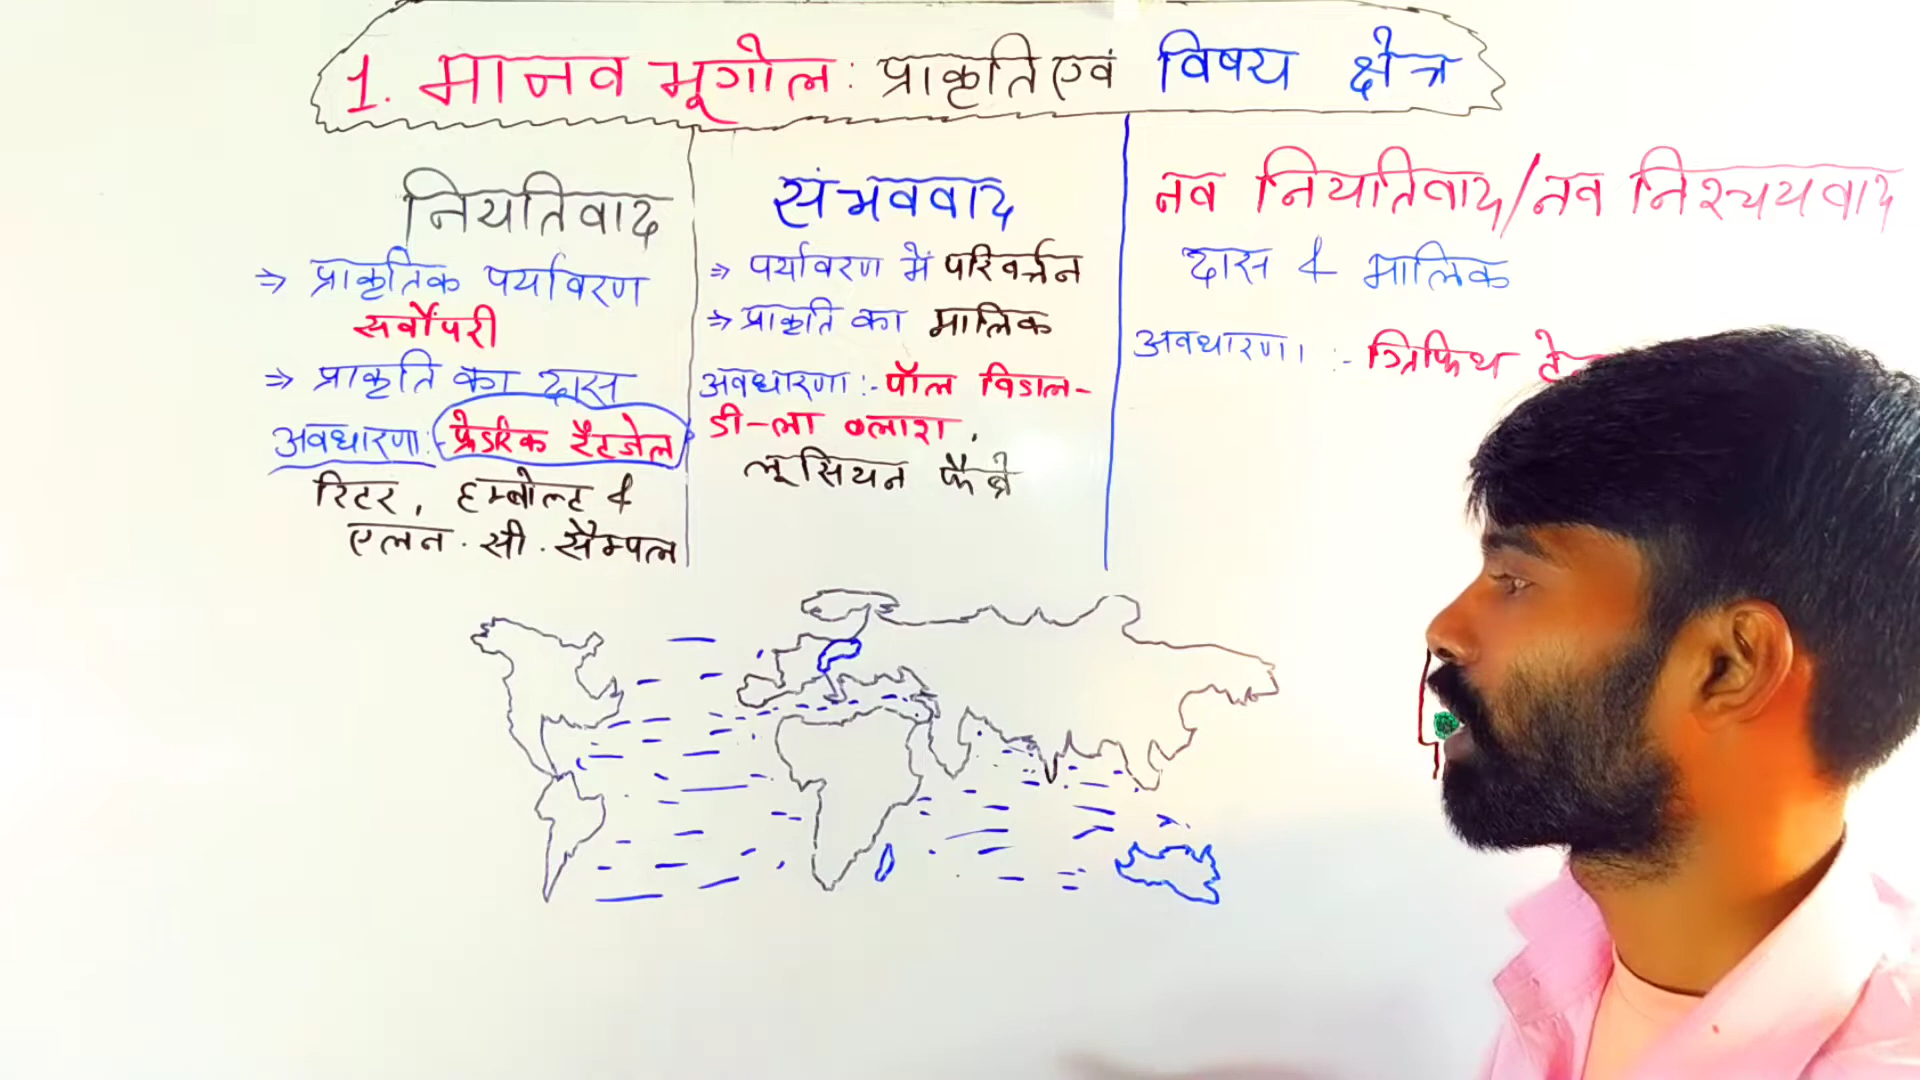 1. मानव भूगोल: प्राकृति एवं विषय क्षेत्र
नियतिवाद
⇒ प्राकृतिक पर्यावरण
सर्वोपरी
⇒ प्राकृति का दास
अवधारणा:- फ्रेडरिक रैटजेल
रिटर, हम्बोल्ट &
एलन. सी. सैम्पल
संभववाद
⇒ पर्यावरण में परिवर्तन
⇒ प्राकृति का मालिक
अवधारणा:- पॉल विडाल-
डी-ला ब्लाश,
लूसियन फैब्रे
नव नियतिवाद/नव निश्चयवाद
दास & मालिक
अवधारणा :- ग्रिफिथ